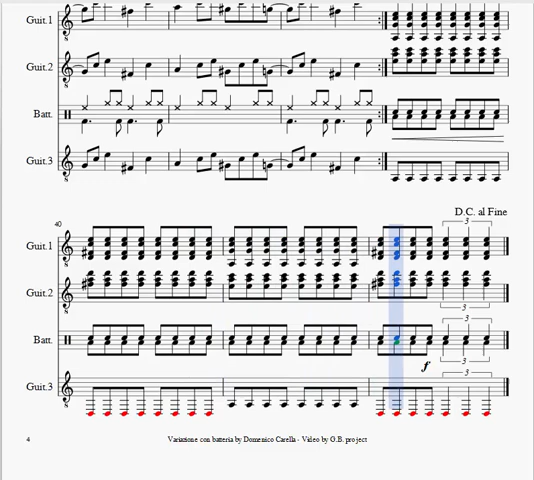 Guit.1
Guit.2
Batt.
Guit.3
D.C. al Fine
40
3
Guit.1
Guit.2
3
3
Batt.
f
3
3
Guit.3
4 Variazione con batteria by Domenico Carella - Video by G.B. project